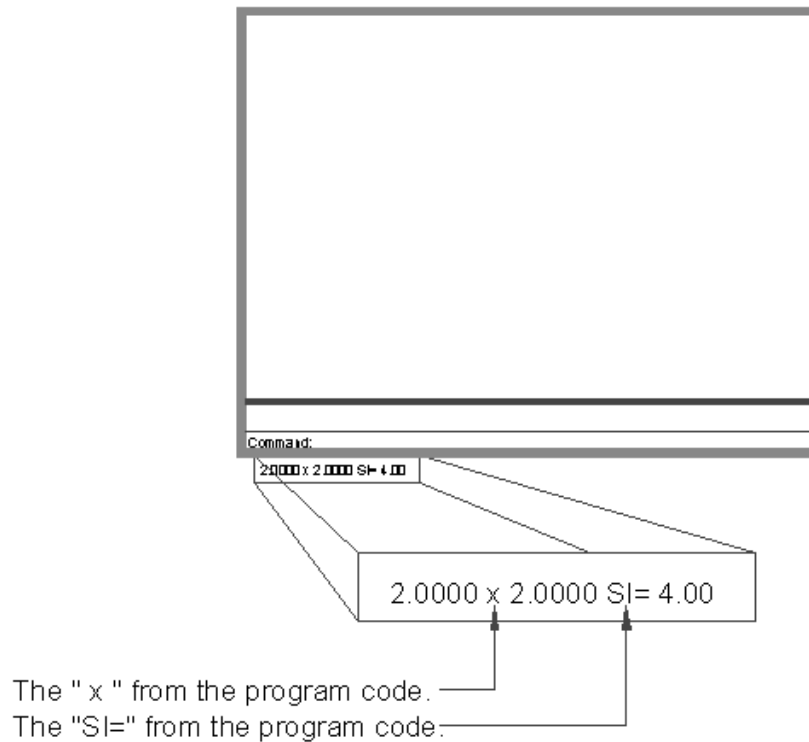 Command:
2.0000 x 2.0000 SI= 4.00
2.0000 x 2.0000 SI= 4.00
The " x " from the program code.
The "SI=" from the program code.